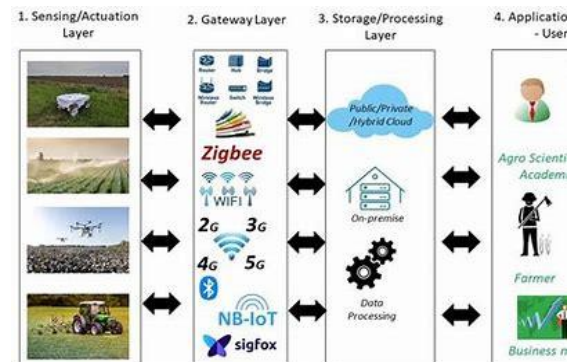 1. Sensing/Actuation
Layer
2. Gateway Layer
Router Hub Bridge
Wireless
Router
Switch
Wireless
Bridge
Zigbee
WIFI
2G 3G
4G 5G
NB-IoT
sigfox
3. Storage/Processing
Layer
Public/Private
/Hybrid Cloud
On-premise
Data
Processing
4. Application
- User
Agro Scienti
Academi
Farmer
Business m